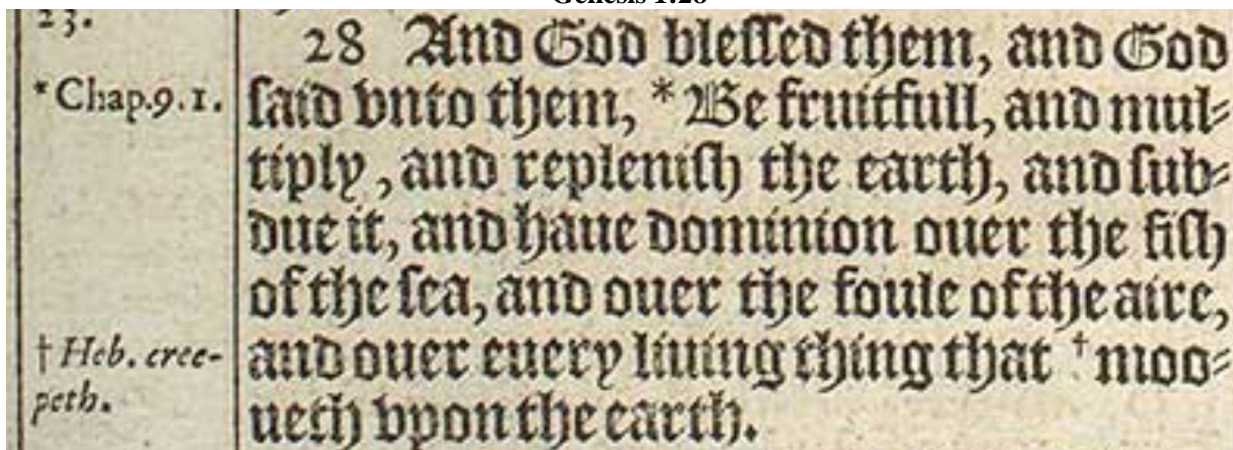 Genesis 1:28
23.
* Chap.9.1.
† Heb. cree-
peth.
28 And God bleſſed them, and God
ſaid vnto them, * Be fruitfull, and mul-
tiply, and repleniſh the earth, and ſub-
due it, and haue dominion ouer the fiſh
of the ſea, and ouer the foule of the aire,
and ouer euery liuing thing that † moo-
ueth vpon the earth.